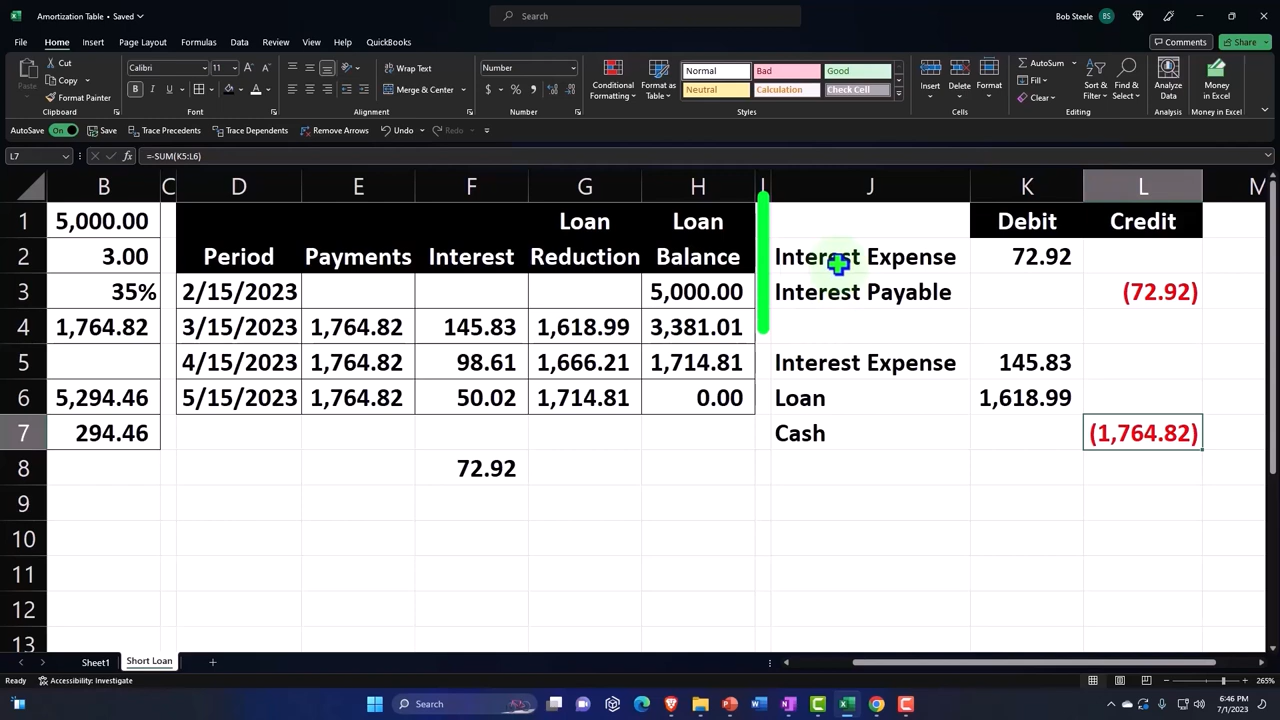 Amortization Table • Saved
Search
Bob Steele
BS
File
Home
Insert
Page Layout
Formulas
Data
Review
View
Help
QuickBooks
Comments
Share
Paste
Cut
Copy
Format Painter
Clipboard
Calibri
11
B
Font
Wrap Text
Merge & Center
Alignment
Number
$
%
Number
Conditional
Formatting
Format as
Table
Normal
Bad
Good
Neutral
Calculation
Check Cell
Styles
Insert
Delete
Format
Cells
AutoSum
Fill
Clear
Sort &
Filter
Find &
Select
Editing
Analyze
Data
Analysis
Money in
Excel
Money in Excel
AutoSave
On
Save
Trace Precedents
Trace Dependents
Remove Arrows
Undo
Redo
L7
fx
=-SUM(K5:L6)
B C D E F G H I J K L M
1 5,000.00 Loan Loan Debit Credit
2 3.00 Period Payments Interest Reduction Balance Interest Expense 72.92
3 35% 2/15/2023 5,000.00 Interest Payable (72.92)
4 1,764.82 3/15/2023 1,764.82 145.83 1,618.99 3,381.01
5 4/15/2023 1,764.82 98.61 1,666.21 1,714.81 Interest Expense 145.83
6 5,294.46 5/15/2023 1,764.82 50.02 1,714.81 0.00 Loan 1,618.99
7 294.46 Cash (1,764.82)
8 72.92
9
10
11
12
13
Sheet1
Short Loan
Ready
Accessibility: Investigate
265%
Search
6:46 PM
7/1/2023